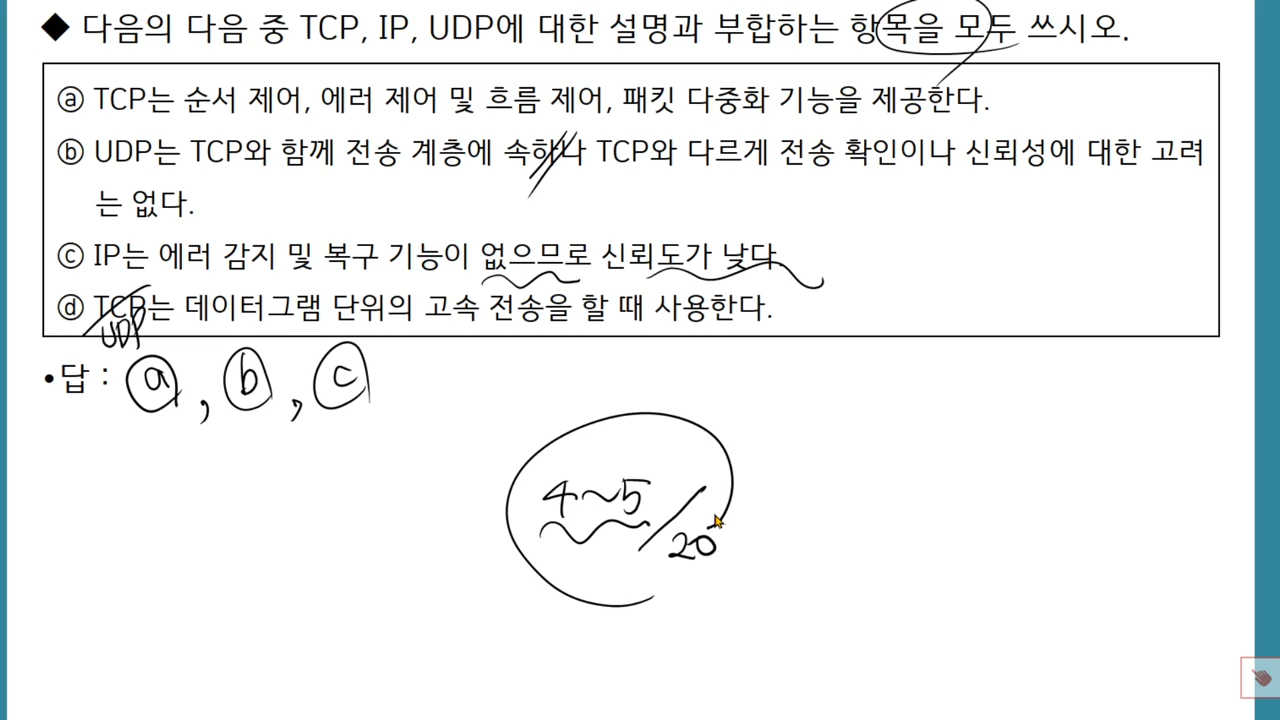 ◆ 다음의 다음 중 TCP, IP, UDP에 대한 설명과 부합하는 항목을 모두 쓰시오.
ⓐ TCP는 순서 제어, 에러 제어 및 흐름 제어, 패킷 다중화 기능을 제공한다.
ⓑ UDP는 TCP와 함께 전송 계층에 속하나 TCP와 다르게 전송 확인이나 신뢰성에 대한 고려
는 없다.
ⓒ IP는 에러 감지 및 복구 기능이 없으므로 신뢰도가 낮다.
ⓓ TCP는 데이터그램 단위의 고속 전송을 할 때 사용한다.
UDP
•답 : ⓐ, ⓑ, ⓒ
4~5/20